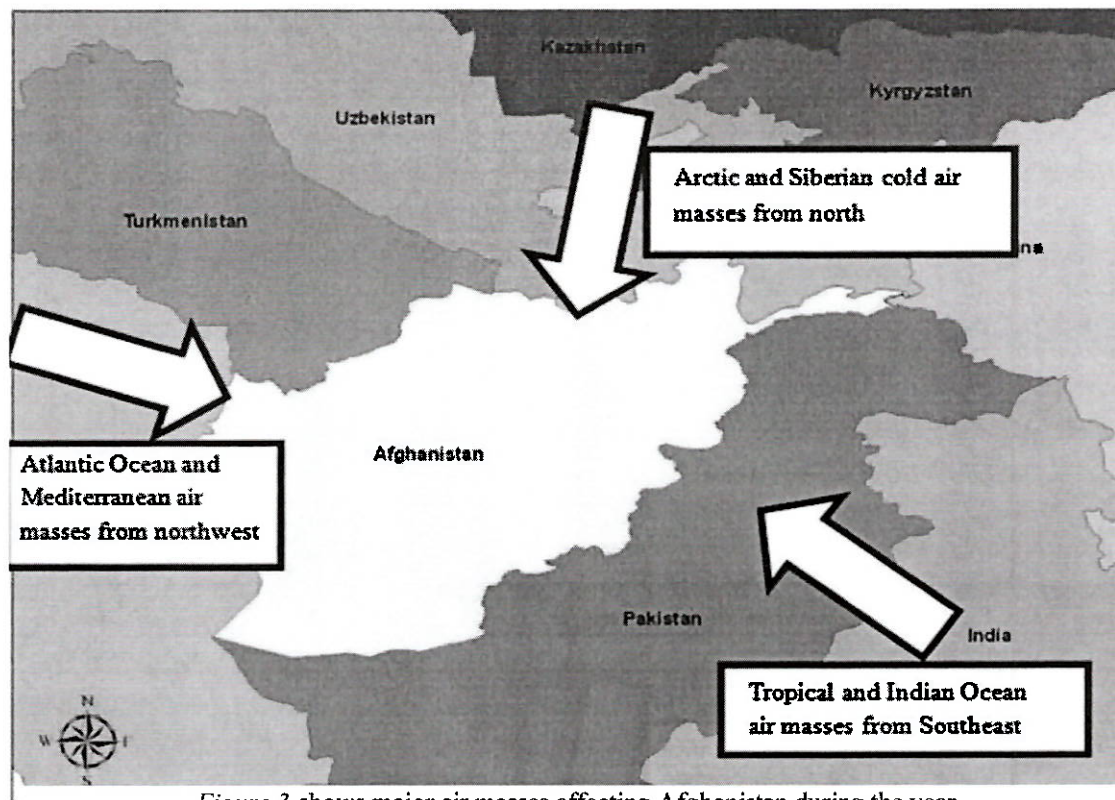 Kazakhstan
Kyrgyzstan
Uzbekistan
Arctic and Siberian cold air
masses from north
Turkmenistan
na
Afghanistan
Atlantic Ocean and
Mediterranean air
masses from northwest
Pakistan
India
Tropical and Indian Ocean
air masses from Southeast
N
W E
S
Figure 3 shows major air masses affecting Afghanistan during the year